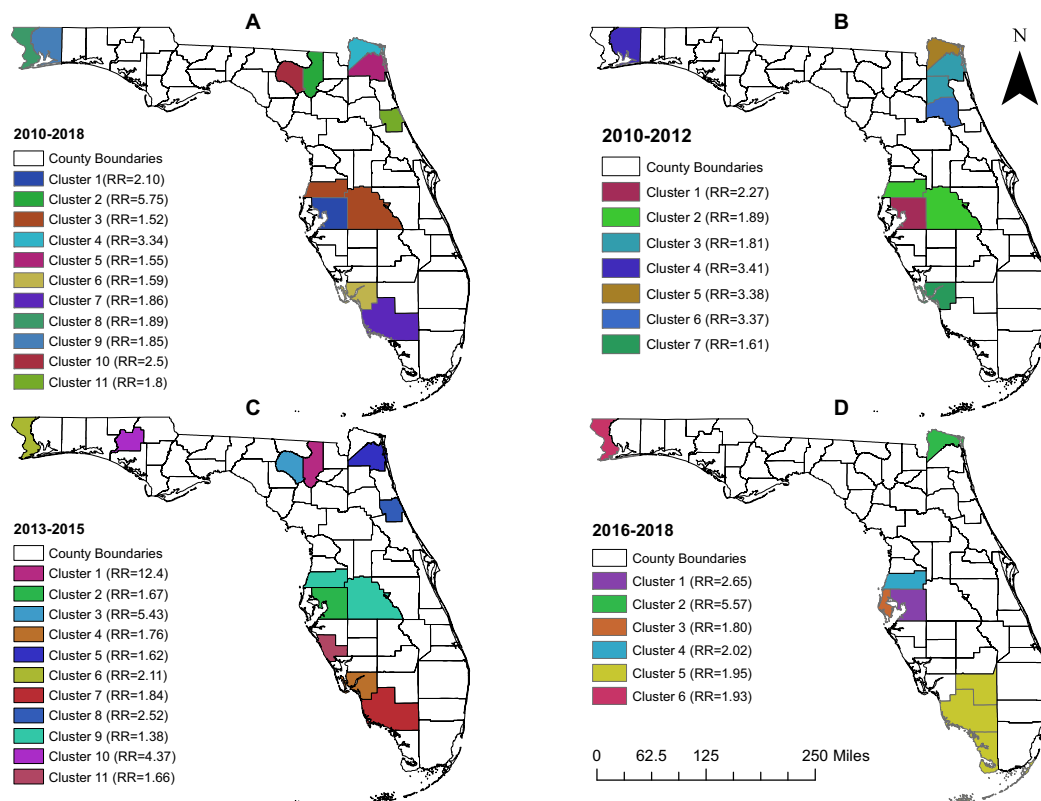 A
2010-2018
County Boundaries
Cluster 1(RR=2.10)
Cluster 2 (RR=5.75)
Cluster 3 (RR=1.52)
Cluster 4 (RR=3.34)
Cluster 5 (RR=1.55)
Cluster 6 (RR=1.59)
Cluster 7 (RR=1.86)
Cluster 8 (RR=1.89)
Cluster 9 (RR=1.85)
Cluster 10 (RR=2.5)
Cluster 11 (RR=1.8)
B
N
2010-2012
County Boundaries
Cluster 1 (RR=2.27)
Cluster 2 (RR=1.89)
Cluster 3 (RR=1.81)
Cluster 4 (RR=3.41)
Cluster 5 (RR=3.38)
Cluster 6 (RR=3.37)
Cluster 7 (RR=1.61)
C
2013-2015
County Boundaries
Cluster 1 (RR=12.4)
Cluster 2 (RR=1.67)
Cluster 3 (RR=5.43)
Cluster 4 (RR=1.76)
Cluster 5 (RR=1.62)
Cluster 6 (RR=2.11)
Cluster 7 (RR=1.84)
Cluster 8 (RR=2.52)
Cluster 9 (RR=1.38)
Cluster 10 (RR=4.37)
Cluster 11 (RR=1.66)
D
2016-2018
County Boundaries
Cluster 1 (RR=2.65)
Cluster 2 (RR=5.57)
Cluster 3 (RR=1.80)
Cluster 4 (RR=2.02)
Cluster 5 (RR=1.95)
Cluster 6 (RR=1.93)
0 62.5 125 250 Miles